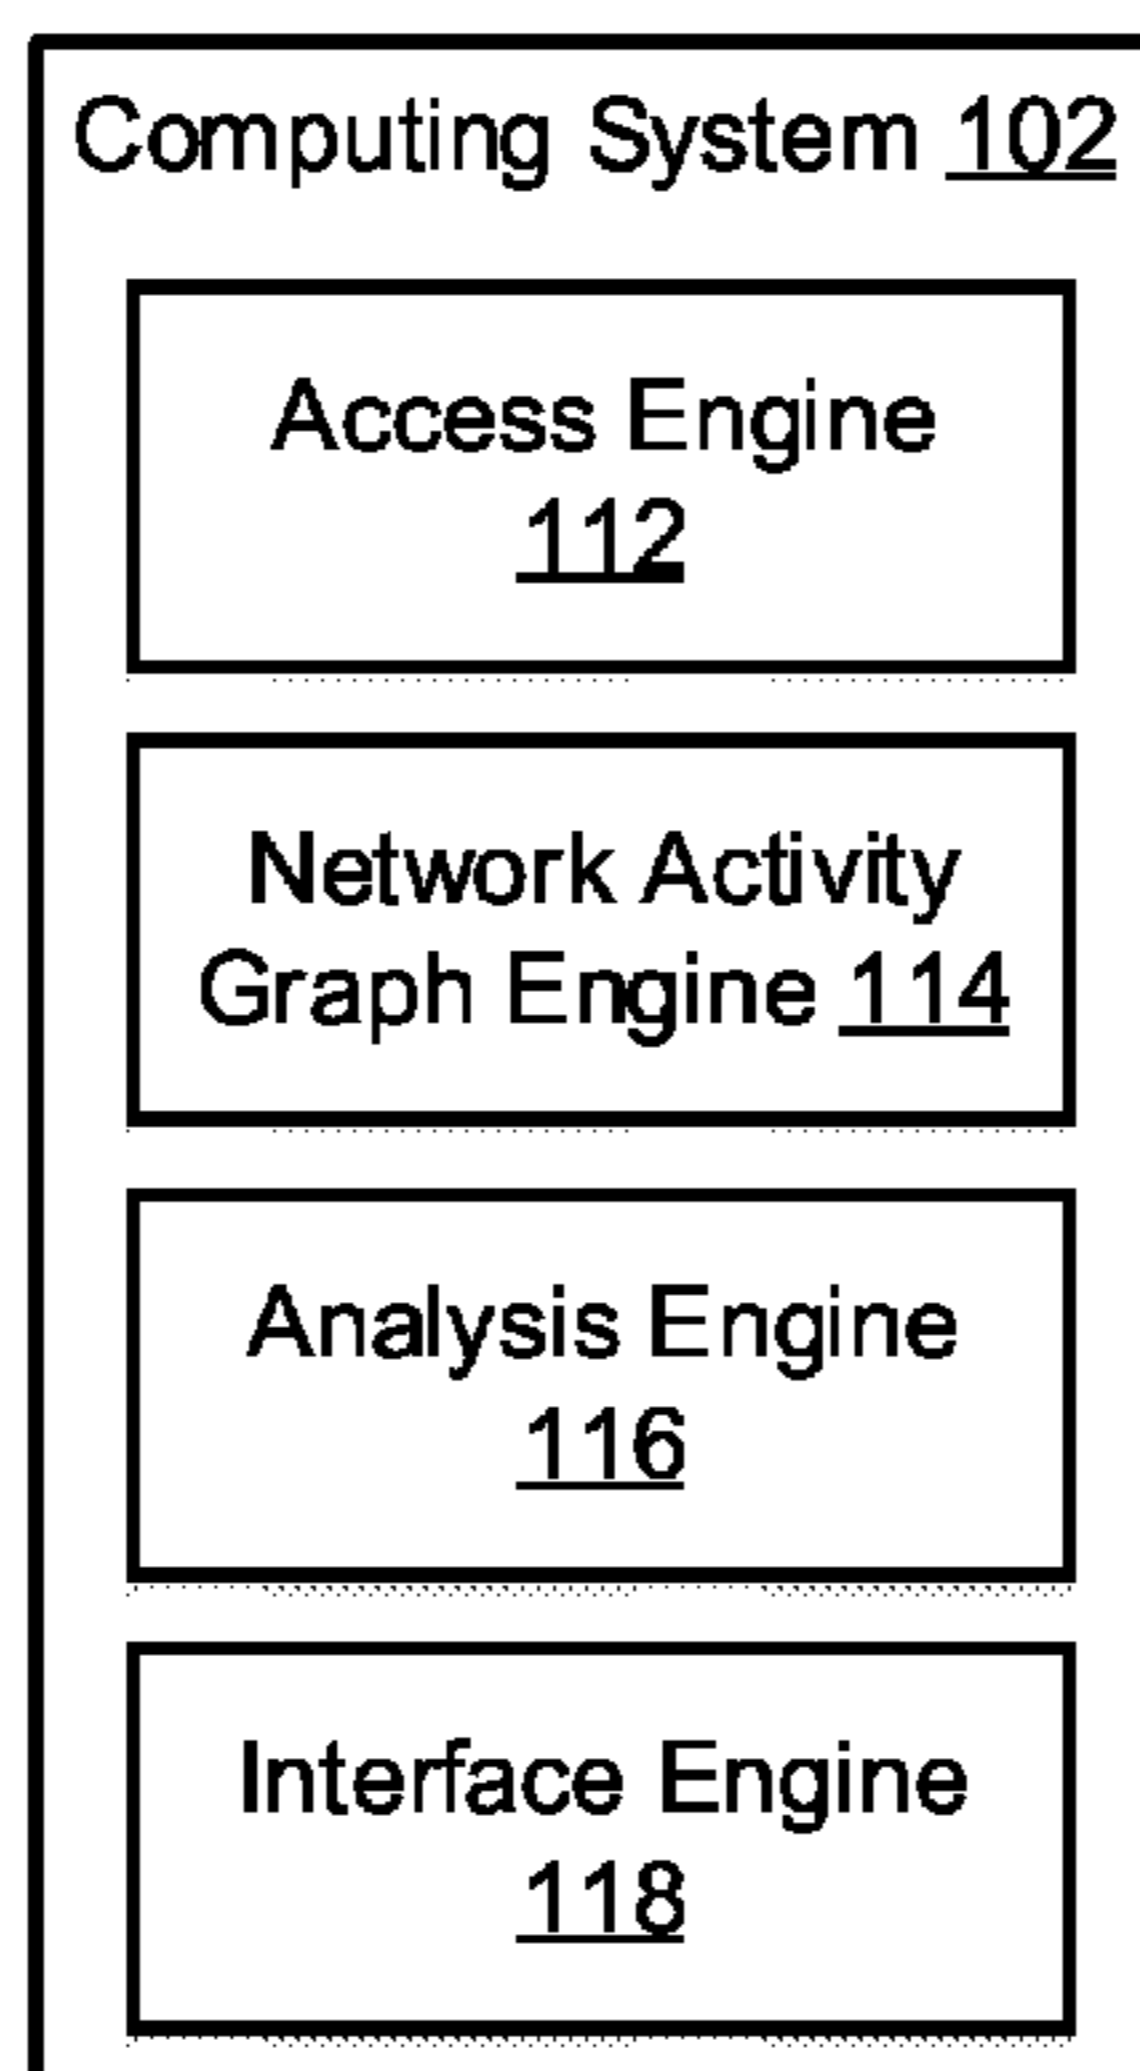 Computing System 102
Access Engine
112
Network Activity
Graph Engine 114
Analysis Engine
116
Interface Engine
118